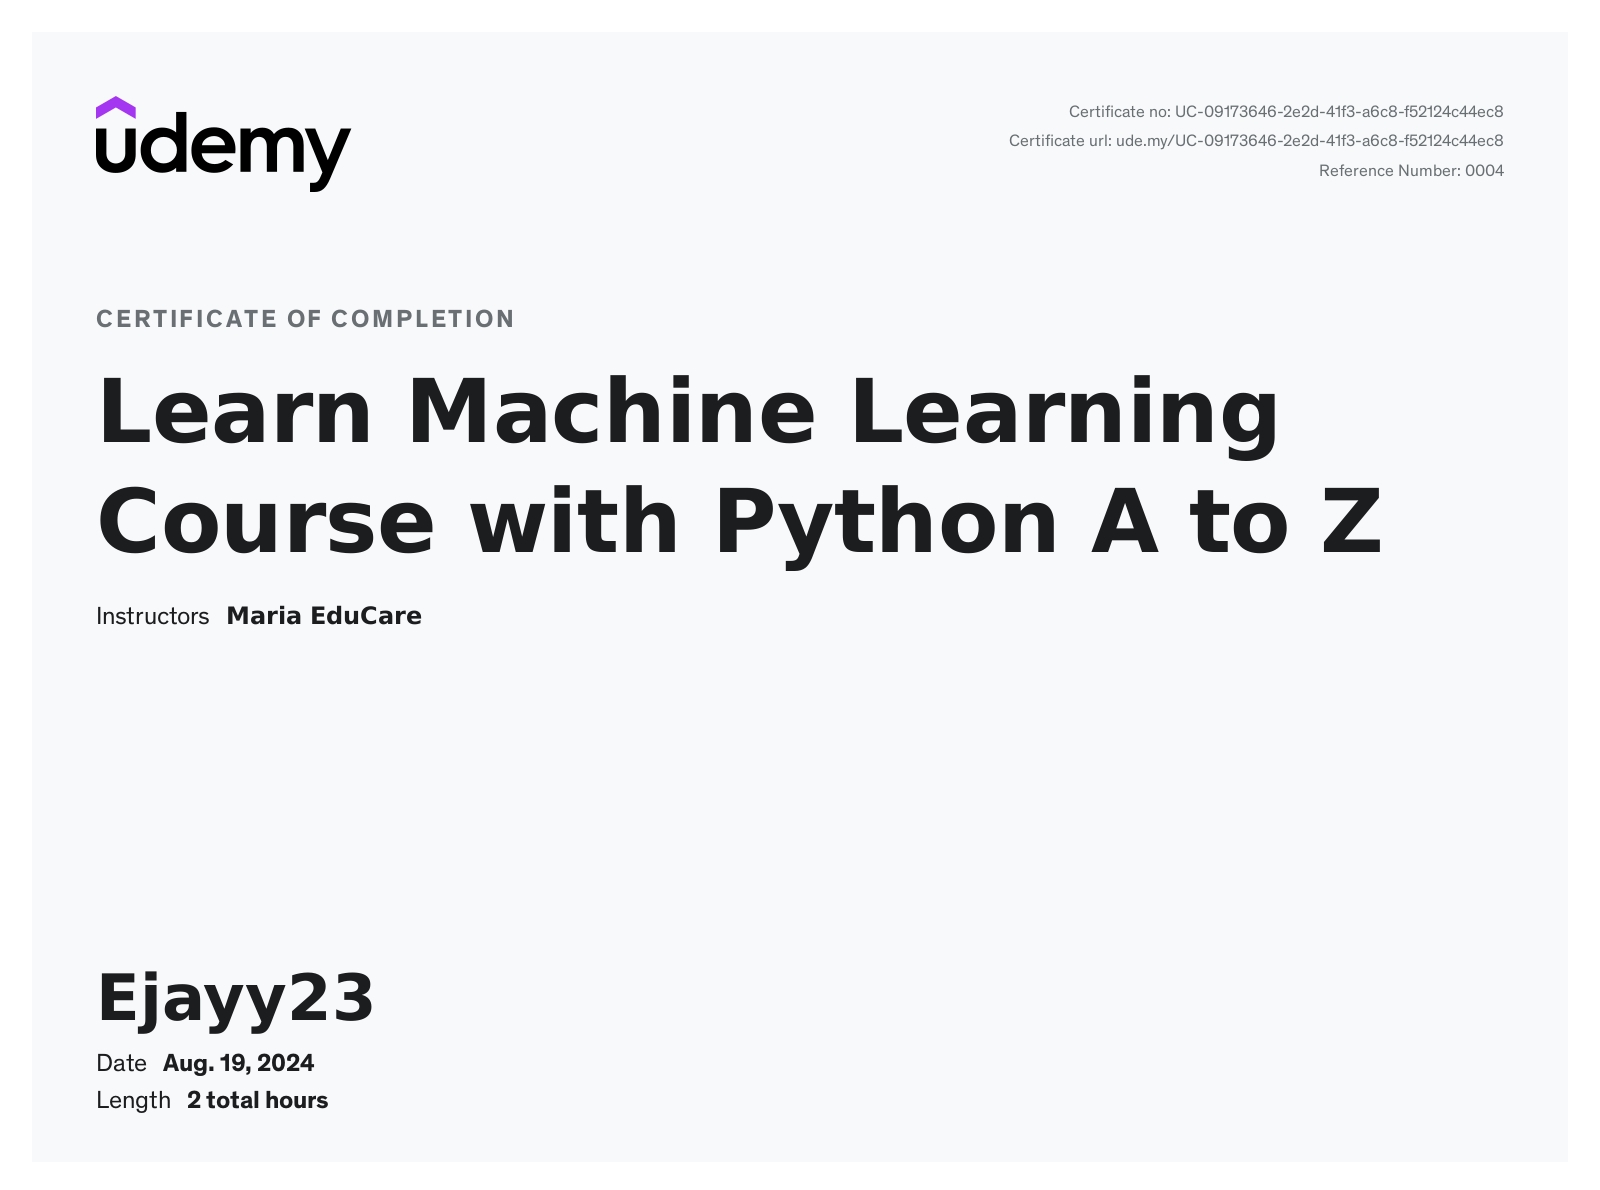 udemy
Certificate no: UC-09173646-2e2d-41f3-a6c8-f52124c44ec8
Certificate url: ude.my/UC-09173646-2e2d-41f3-a6c8-f52124c44ec8
Reference Number: 0004
CERTIFICATE OF COMPLETION
Learn Machine Learning
Course with Python A to Z
Instructors Maria EduCare
Ejayy23
Date Aug. 19, 2024
Length 2 total hours